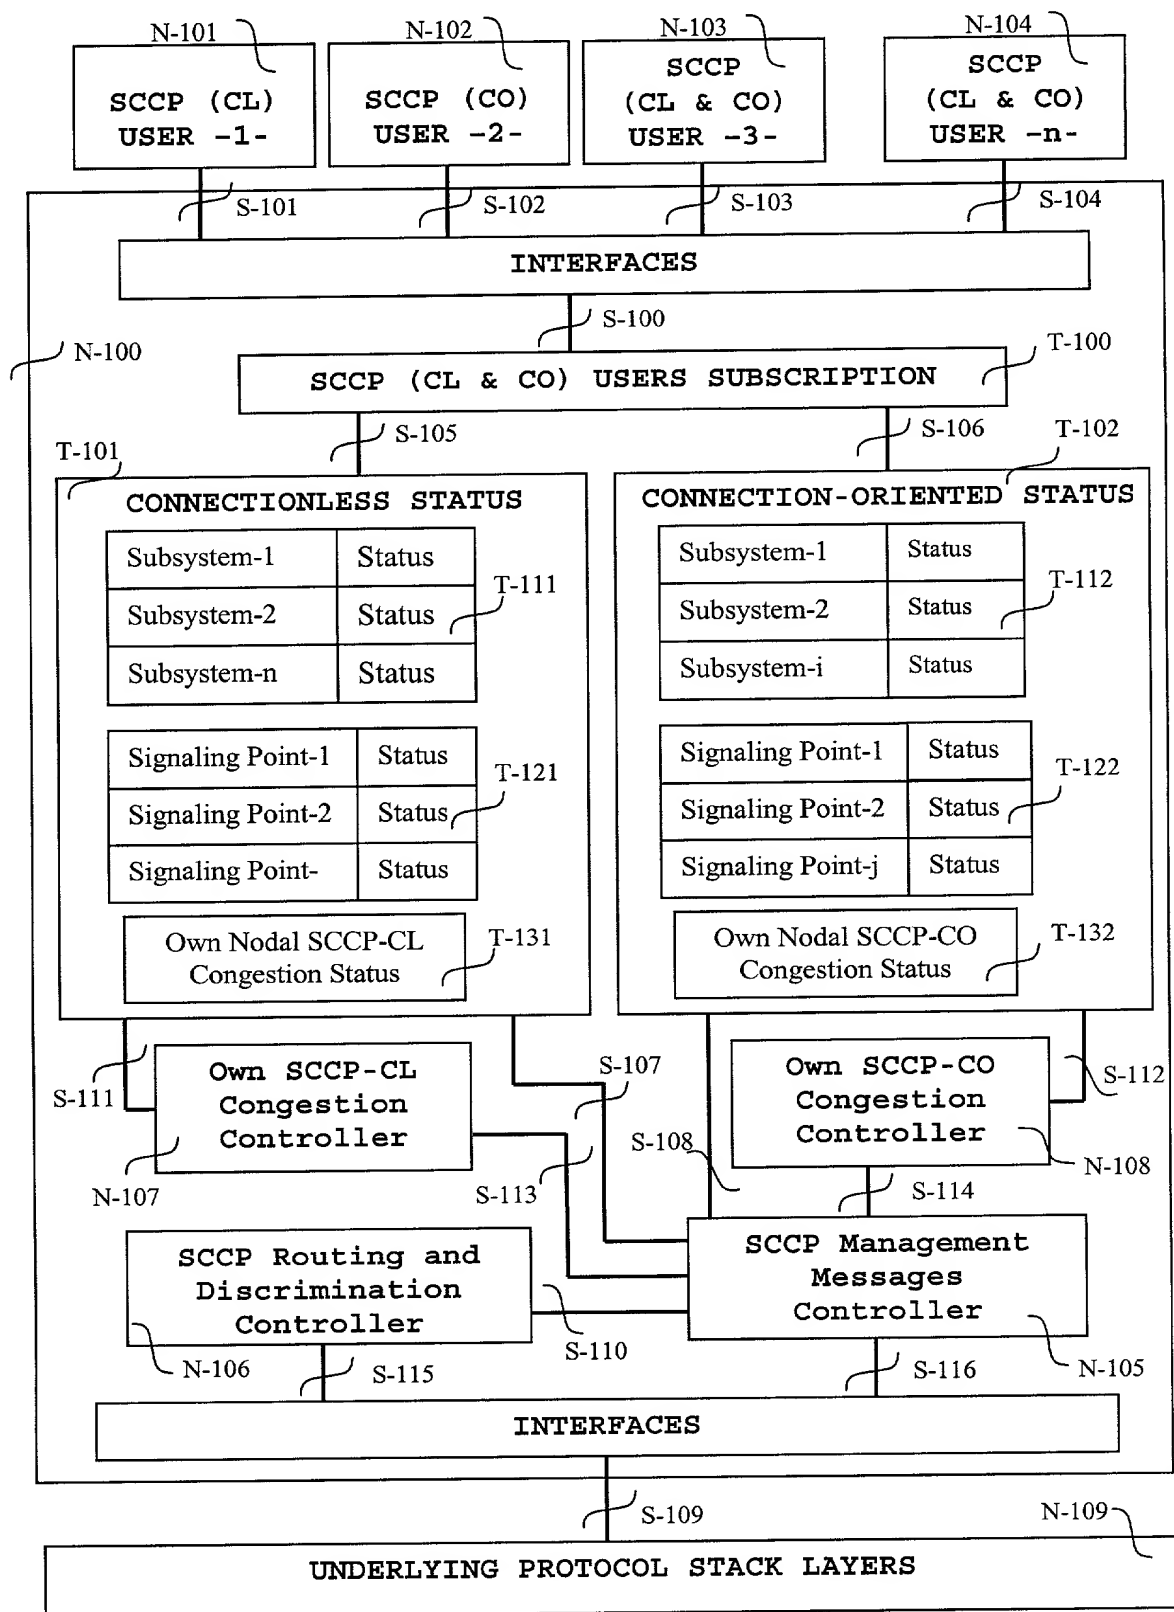 N-101
N-102
N-103
N-104
SCCP (CL)
USER -1-
SCCP (CO)
USER -2-
SCCP
(CL & CO)
USER -3-
SCCP
(CL & CO)
USER -n-
S-101
S-102
S-103
S-104
INTERFACES
S-100
N-100
T-100
SCCP (CL & CO) USERS SUBSCRIPTION
S-105
S-106
T-101
T-102
CONNECTIONLESS STATUS
Subsystem-1 Status
Subsystem-2 Status
Subsystem-n Status
T-111
Signaling Point-1 Status
Signaling Point-2 Status
Signaling Point- Status
T-121
Own Nodal SCCP-CL
Congestion Status
T-131
CONNECTION-ORIENTED STATUS
Subsystem-1 Status
Subsystem-2 Status
Subsystem-i Status
T-112
Signaling Point-1 Status
Signaling Point-2 Status
Signaling Point-j Status
T-122
Own Nodal SCCP-CO
Congestion Status
T-132
S-111
Own SCCP-CL
Congestion
Controller
N-107
S-107
S-113
S-108
Own SCCP-CO
Congestion
Controller
S-112
N-108
S-114
SCCP Routing and
Discrimination
Controller
N-106
S-110
SCCP Management
Messages
Controller
N-105
S-115
S-116
INTERFACES
S-109
N-109
UNDERLYING PROTOCOL STACK LAYERS